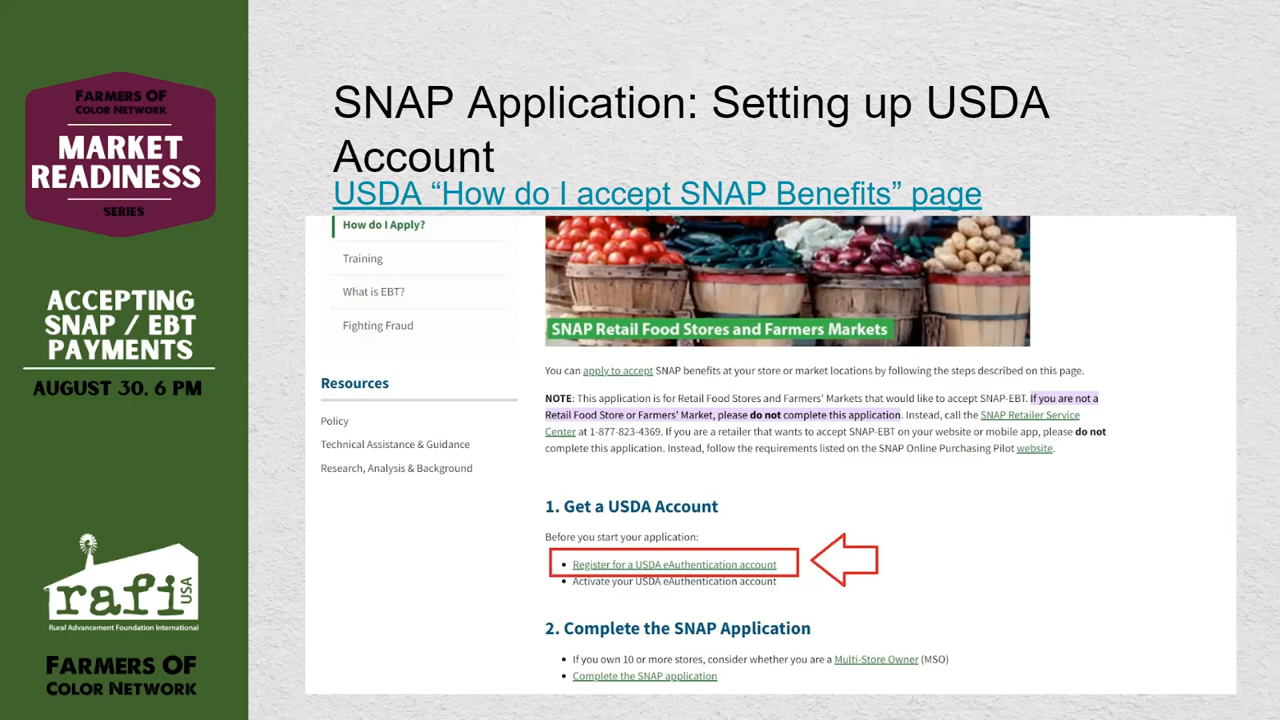 FARMERS OF
COLOR NETWORK
MARKET
READINESS
SERIES
ACCEPTING
SNAP / EBT
PAYMENTS
AUGUST 30, 6 PM
rafi
USA
Rural Advancement Foundation International
FARMERS OF
COLOR NETWORK
SNAP Application: Setting up USDA
Account
USDA “How do I accept SNAP Benefits” page
How do I Apply?
Training
What is EBT?
Fighting Fraud
Resources
Policy
Technical Assistance & Guidance
Research, Analysis & Background
SNAP Retail Food Stores and Farmers Markets
You can apply to accept SNAP benefits at your store or market locations by following the steps described on this page.
NOTE: This application is for Retail Food Stores and Farmers' Markets that would like to accept SNAP-EBT. If you are not a
Retail Food Store or Farmers' Market, please do not complete this application. Instead, call the SNAP Retailer Service
Center at 1-877-823-4369. If you are a retailer that wants to accept SNAP-EBT on your website or mobile app, please do not
complete this application. Instead, follow the requirements listed on the SNAP Online Purchasing Pilot website.
1. Get a USDA Account
Before you start your application:
• Register for a USDA eAuthentication account
• Activate your USDA eAuthentication account
2. Complete the SNAP Application
• If you own 10 or more stores, consider whether you are a Multi-Store Owner (MSO)
• Complete the SNAP application